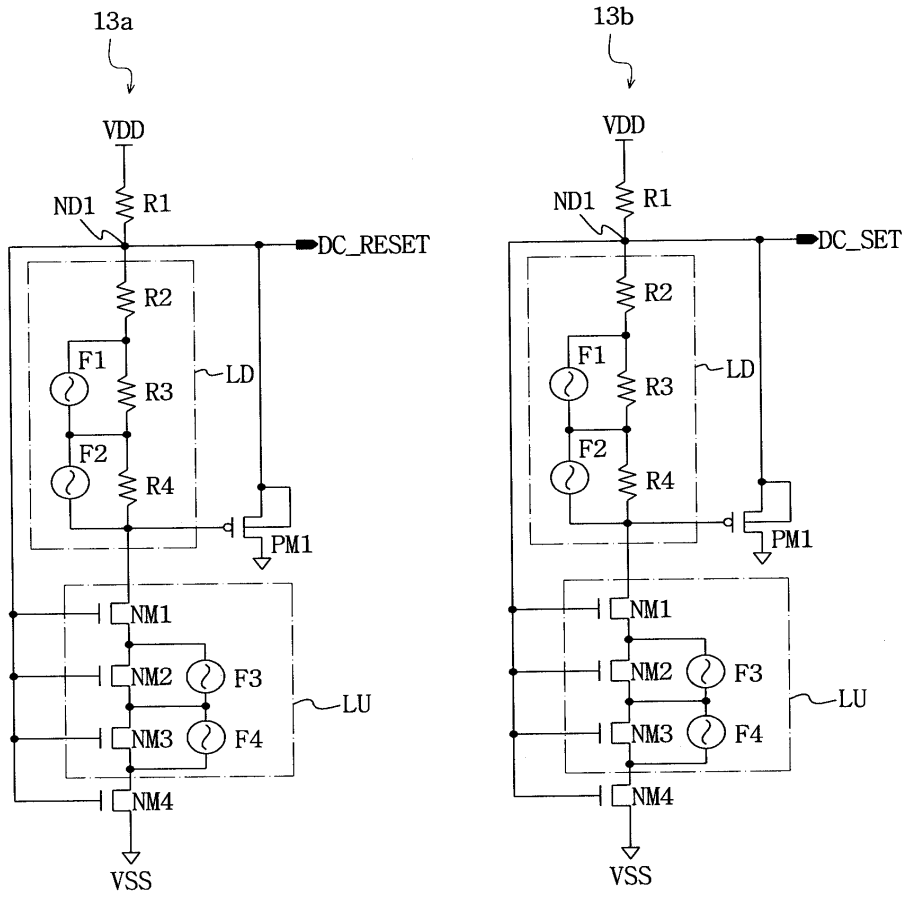 13a
VDD
R1
ND1
DC_RESET
R2
F1
LD
R3
F2
R4
PM1
NM1
NM2
F3
LU
NM3
F4
NM4
VSS
13b
VDD
R1
ND1
DC_SET
R2
F1
LD
R3
F2
R4
PM1
NM1
NM2
F3
LU
NM3
F4
NM4
VSS